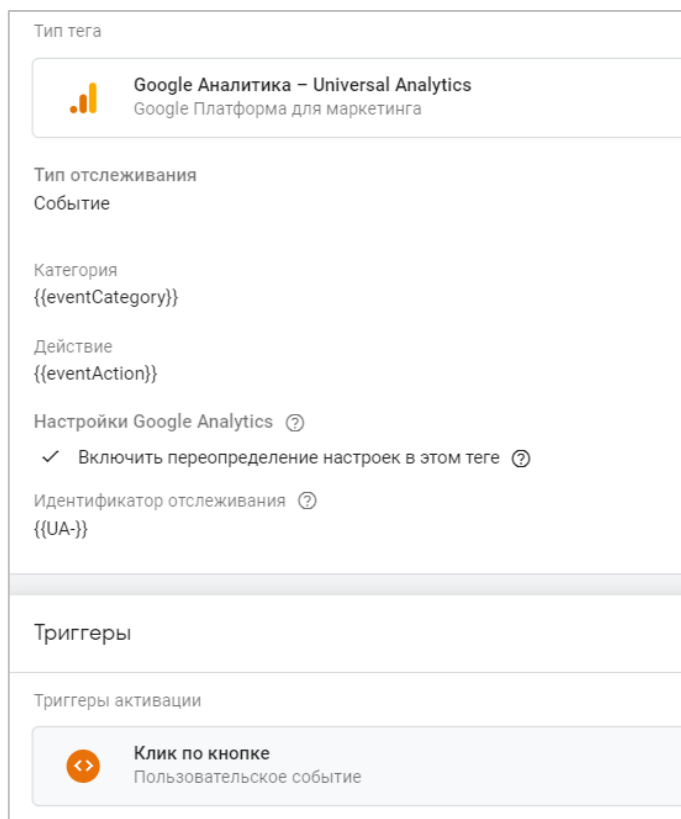 Тип тега
Google Аналитика – Universal Analytics
Google Платформа для маркетинга
Тип отслеживания
Событие
Категория
{{eventCategory}}
Действие
{{eventAction}}
Настройки Google Analytics
Включить переопределение настроек в этом теге
Идентификатор отслеживания
{{UA-}}
Триггеры
Триггеры активации
Клик по кнопке
Пользовательское событие